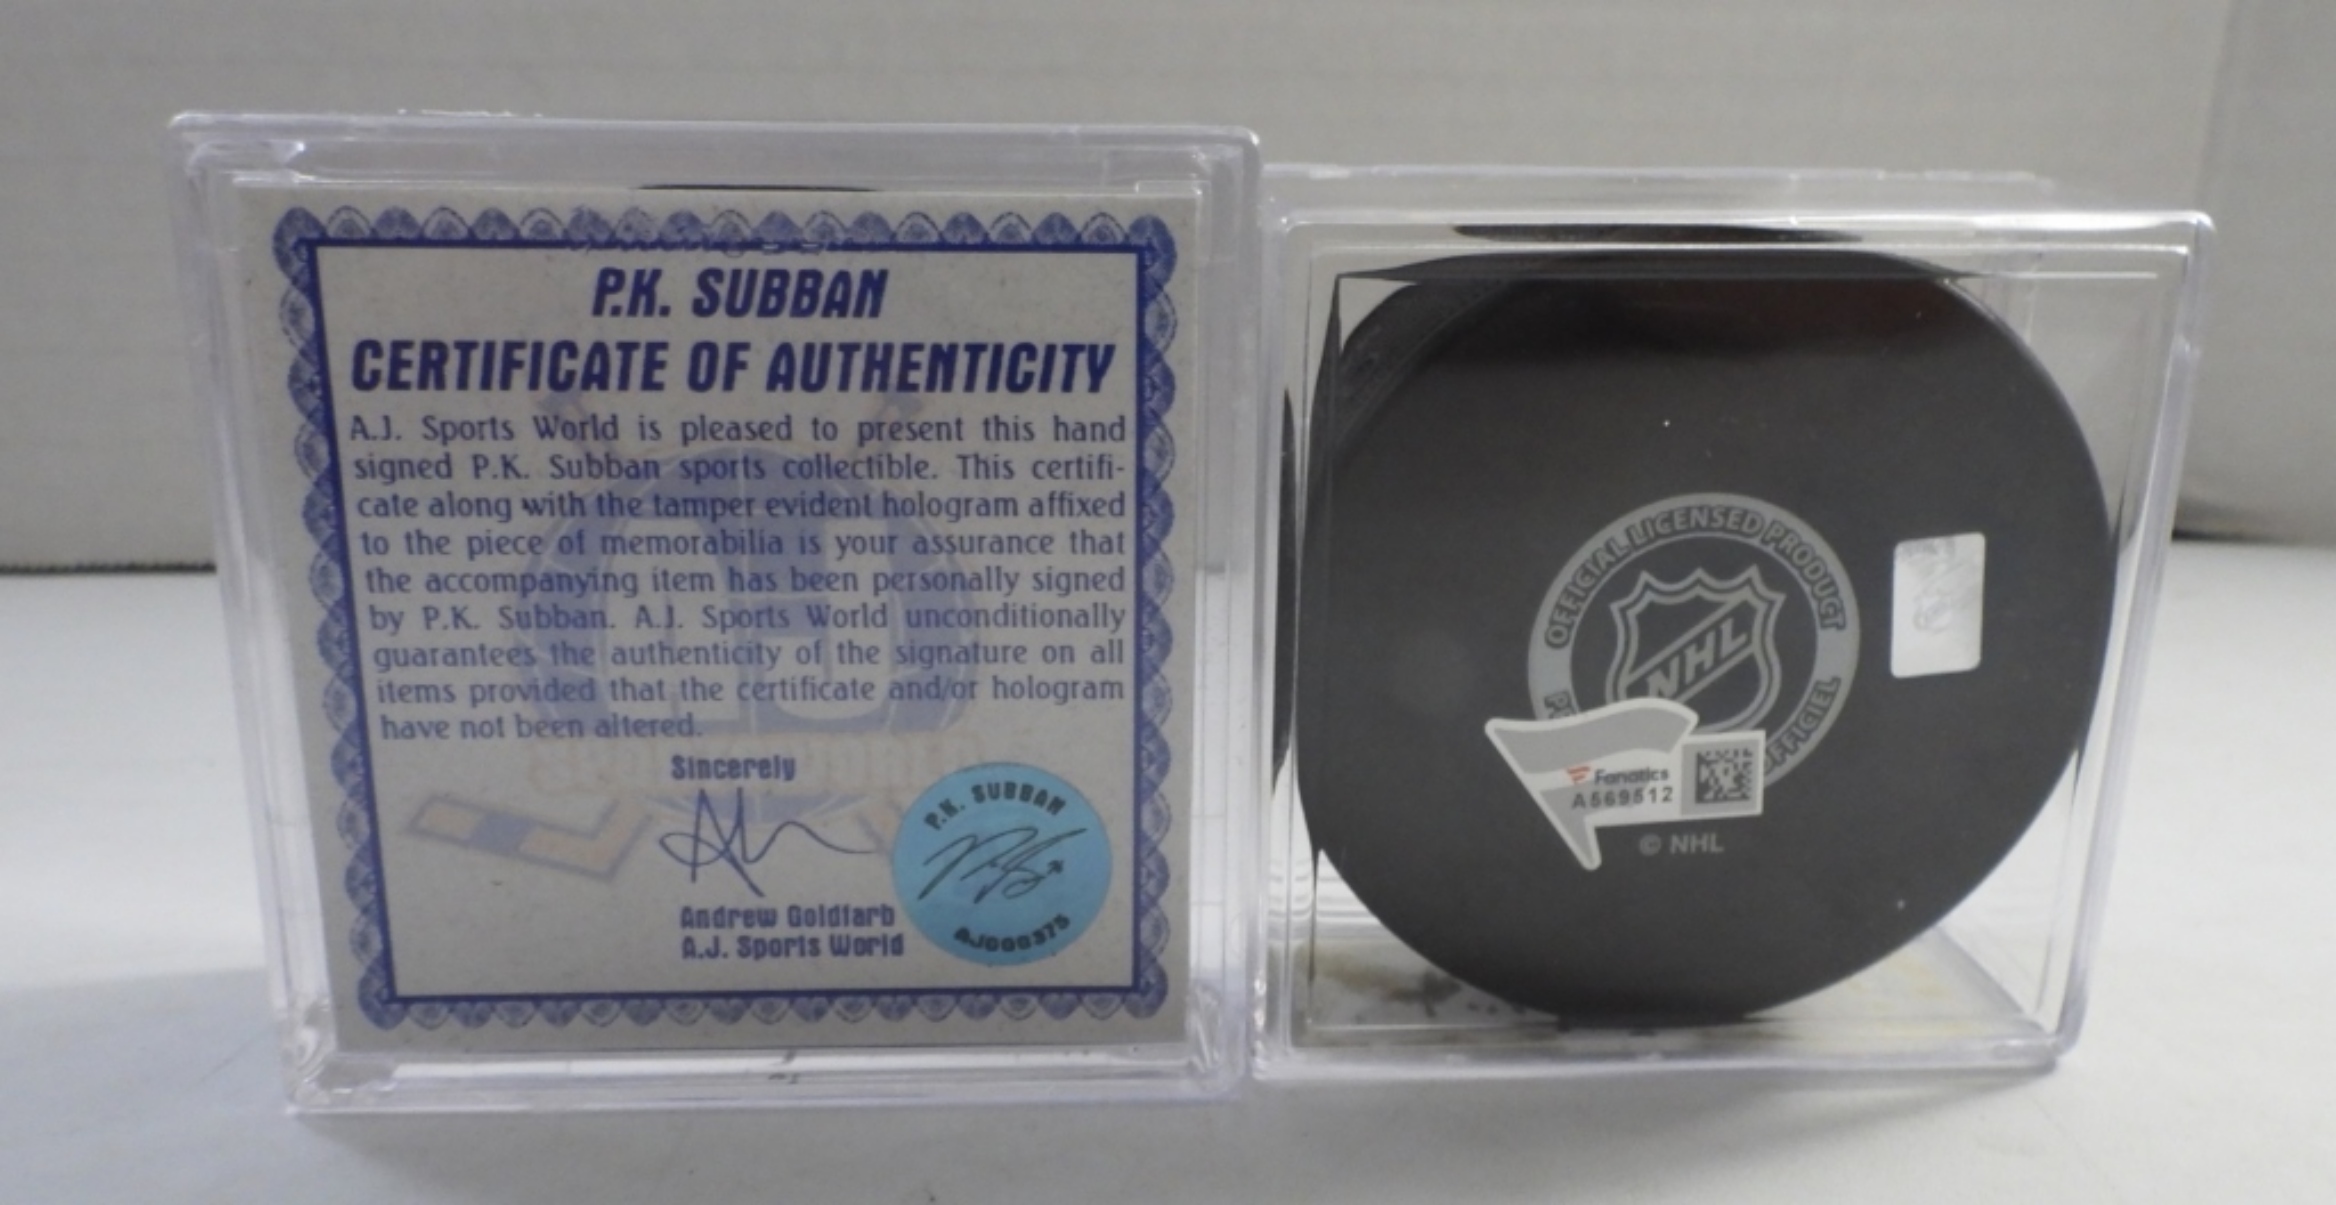 P.K. SUBBAN
CERTIFICATE OF AUTHENTICITY
A.J. Sports World is pleased to present this hand
signed P.K. Subban sports collectible. This certifi-
cate along with the tamper evident hologram affixed
to the piece of memorabilia is your assurance that
the accompanying item has been personally signed
by P.K. Subban. A.J. Sports World unconditionally
guarantees the authenticity of the signature on all
items provided that the certificate and/or hologram
have not been altered.
Sincerely
Andrew Goldfarb
A.J. Sports World
P.K. SUBBAN
AJ000375
OFFICIAL LICENSED PRODUCT
NHL
OFFICIEL
Fanatics
A569512
© NHL